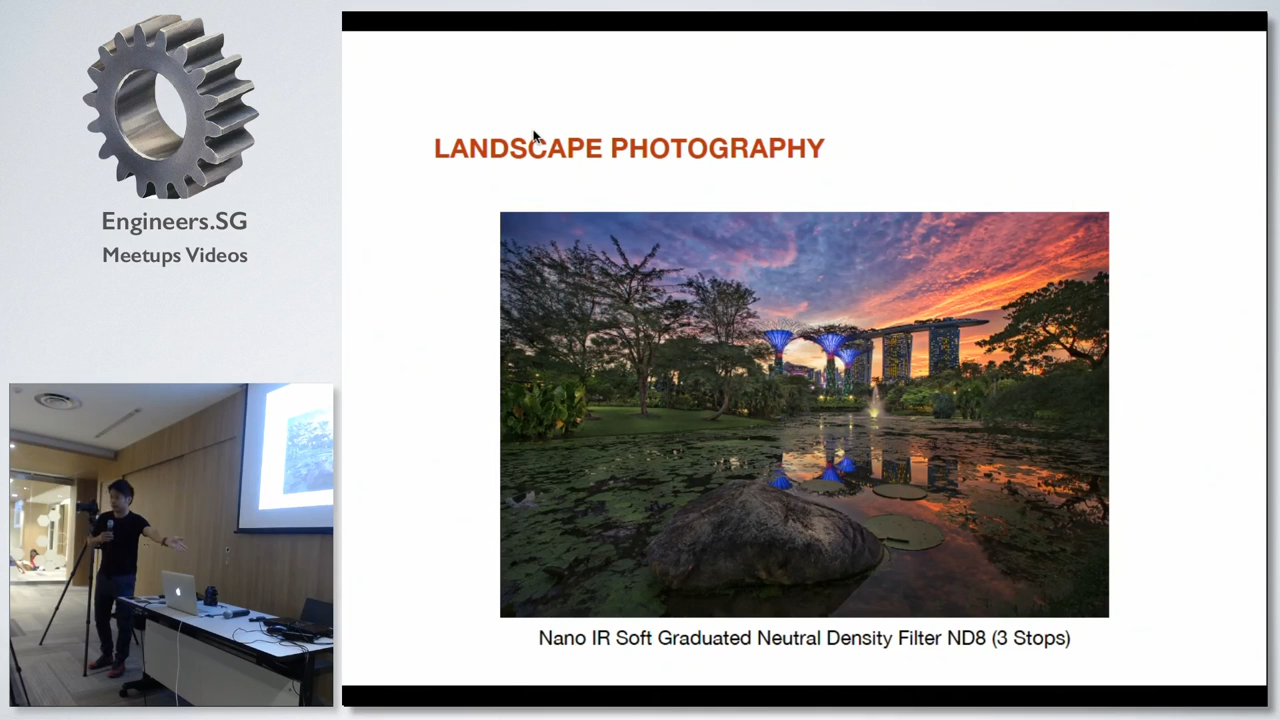 Engineers.SG
Meetups Videos
LANDSCAPE PHOTOGRAPHY
Nano IR Soft Graduated Neutral Density Filter ND8 (3 Stops)